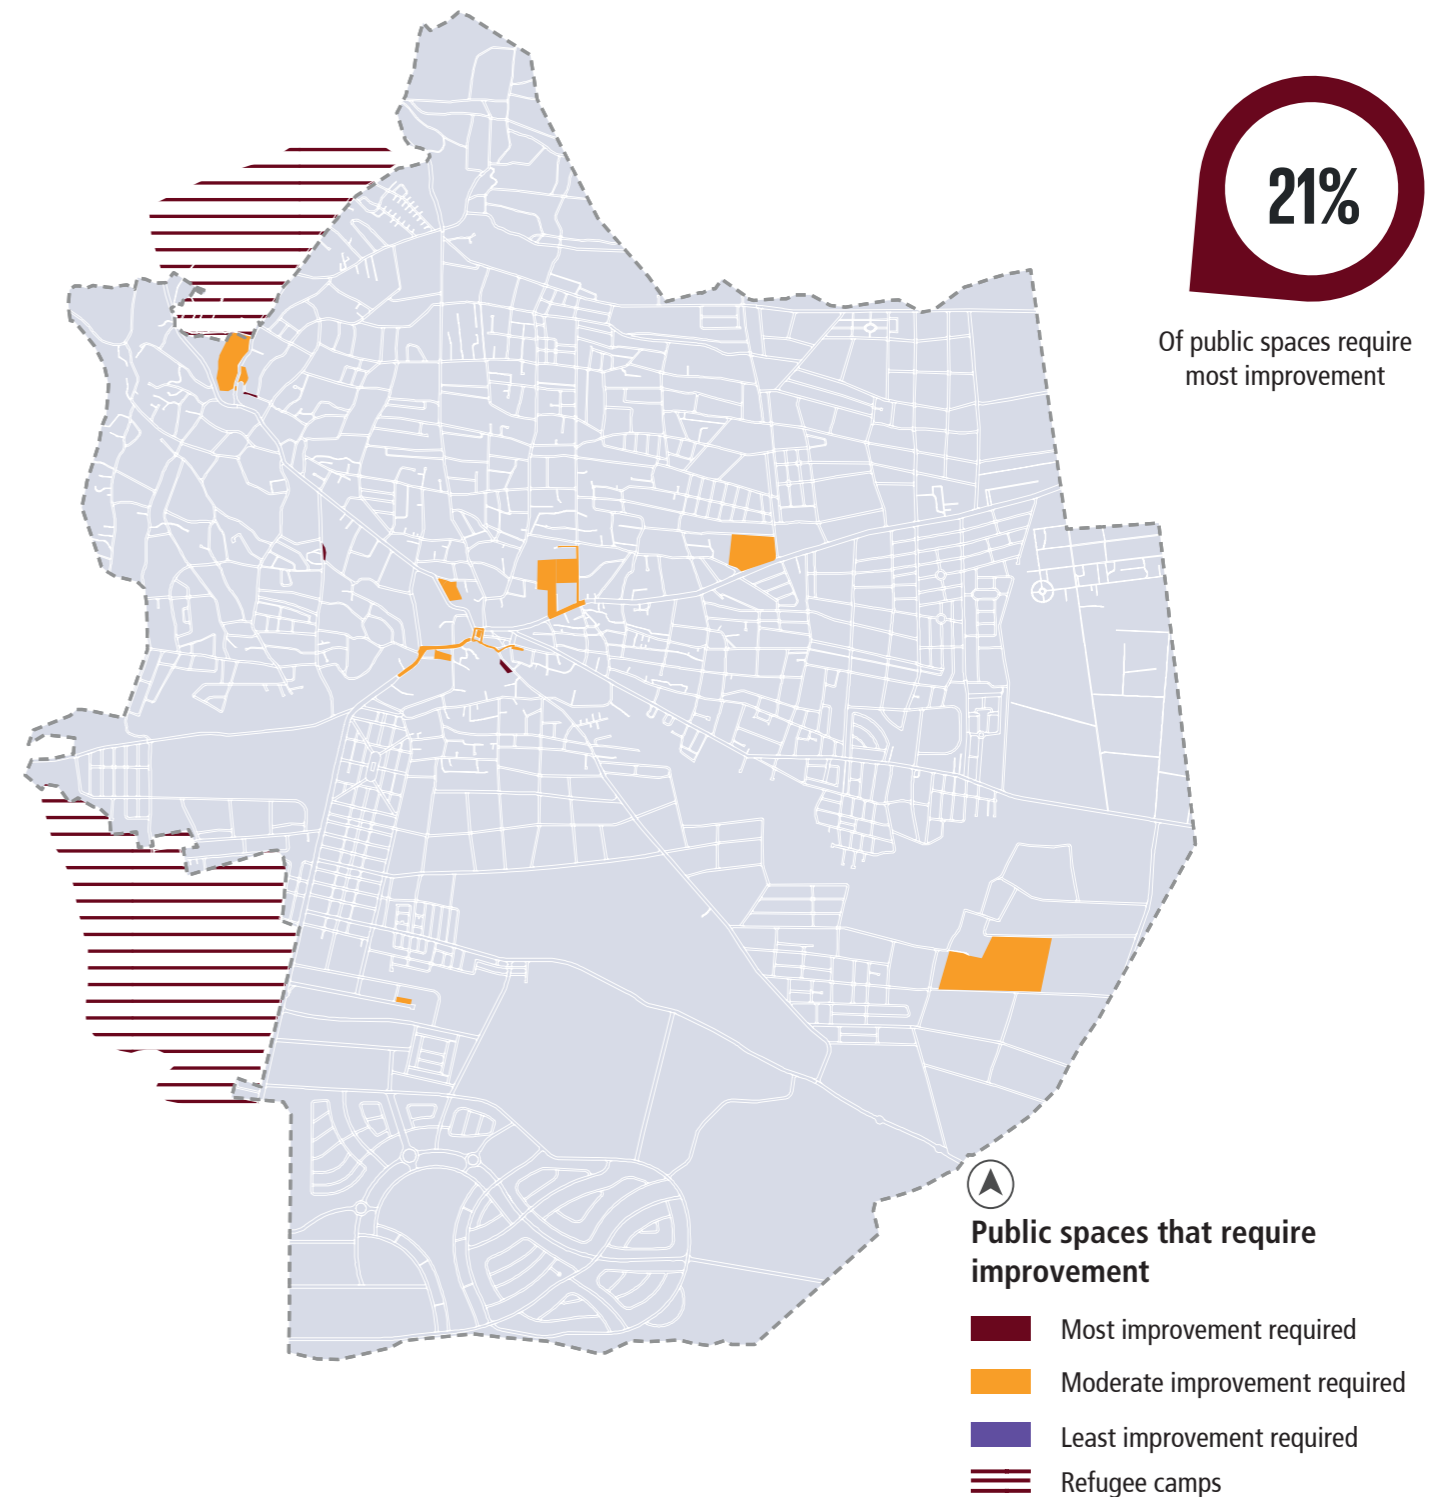 21%
Of public spaces require
most improvement
Public spaces that require
improvement
Most improvement required
Moderate improvement required
Least improvement required
Refugee camps